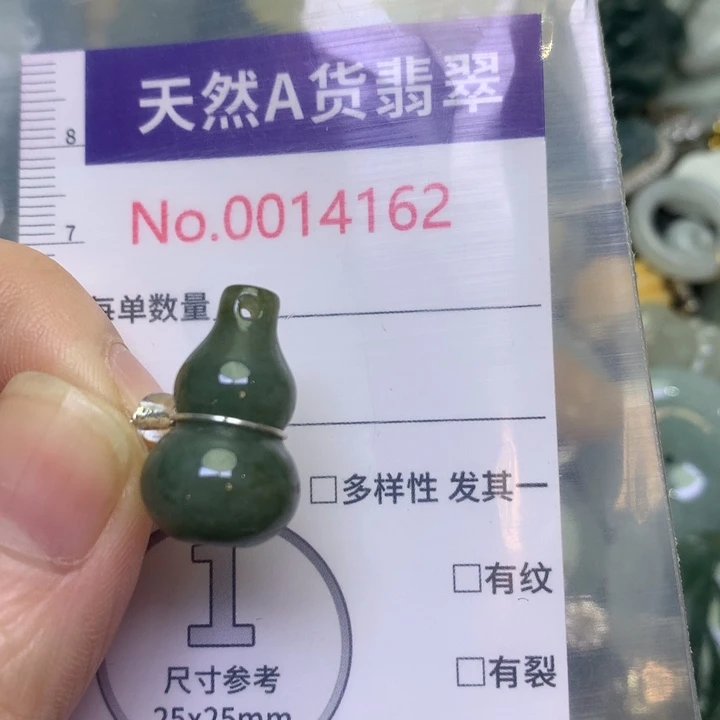 天然A货翡翠
8
No.0014162
7
每单数量
□多样性 发其一
□有纹
1
□有裂
尺寸参考
25x25mm